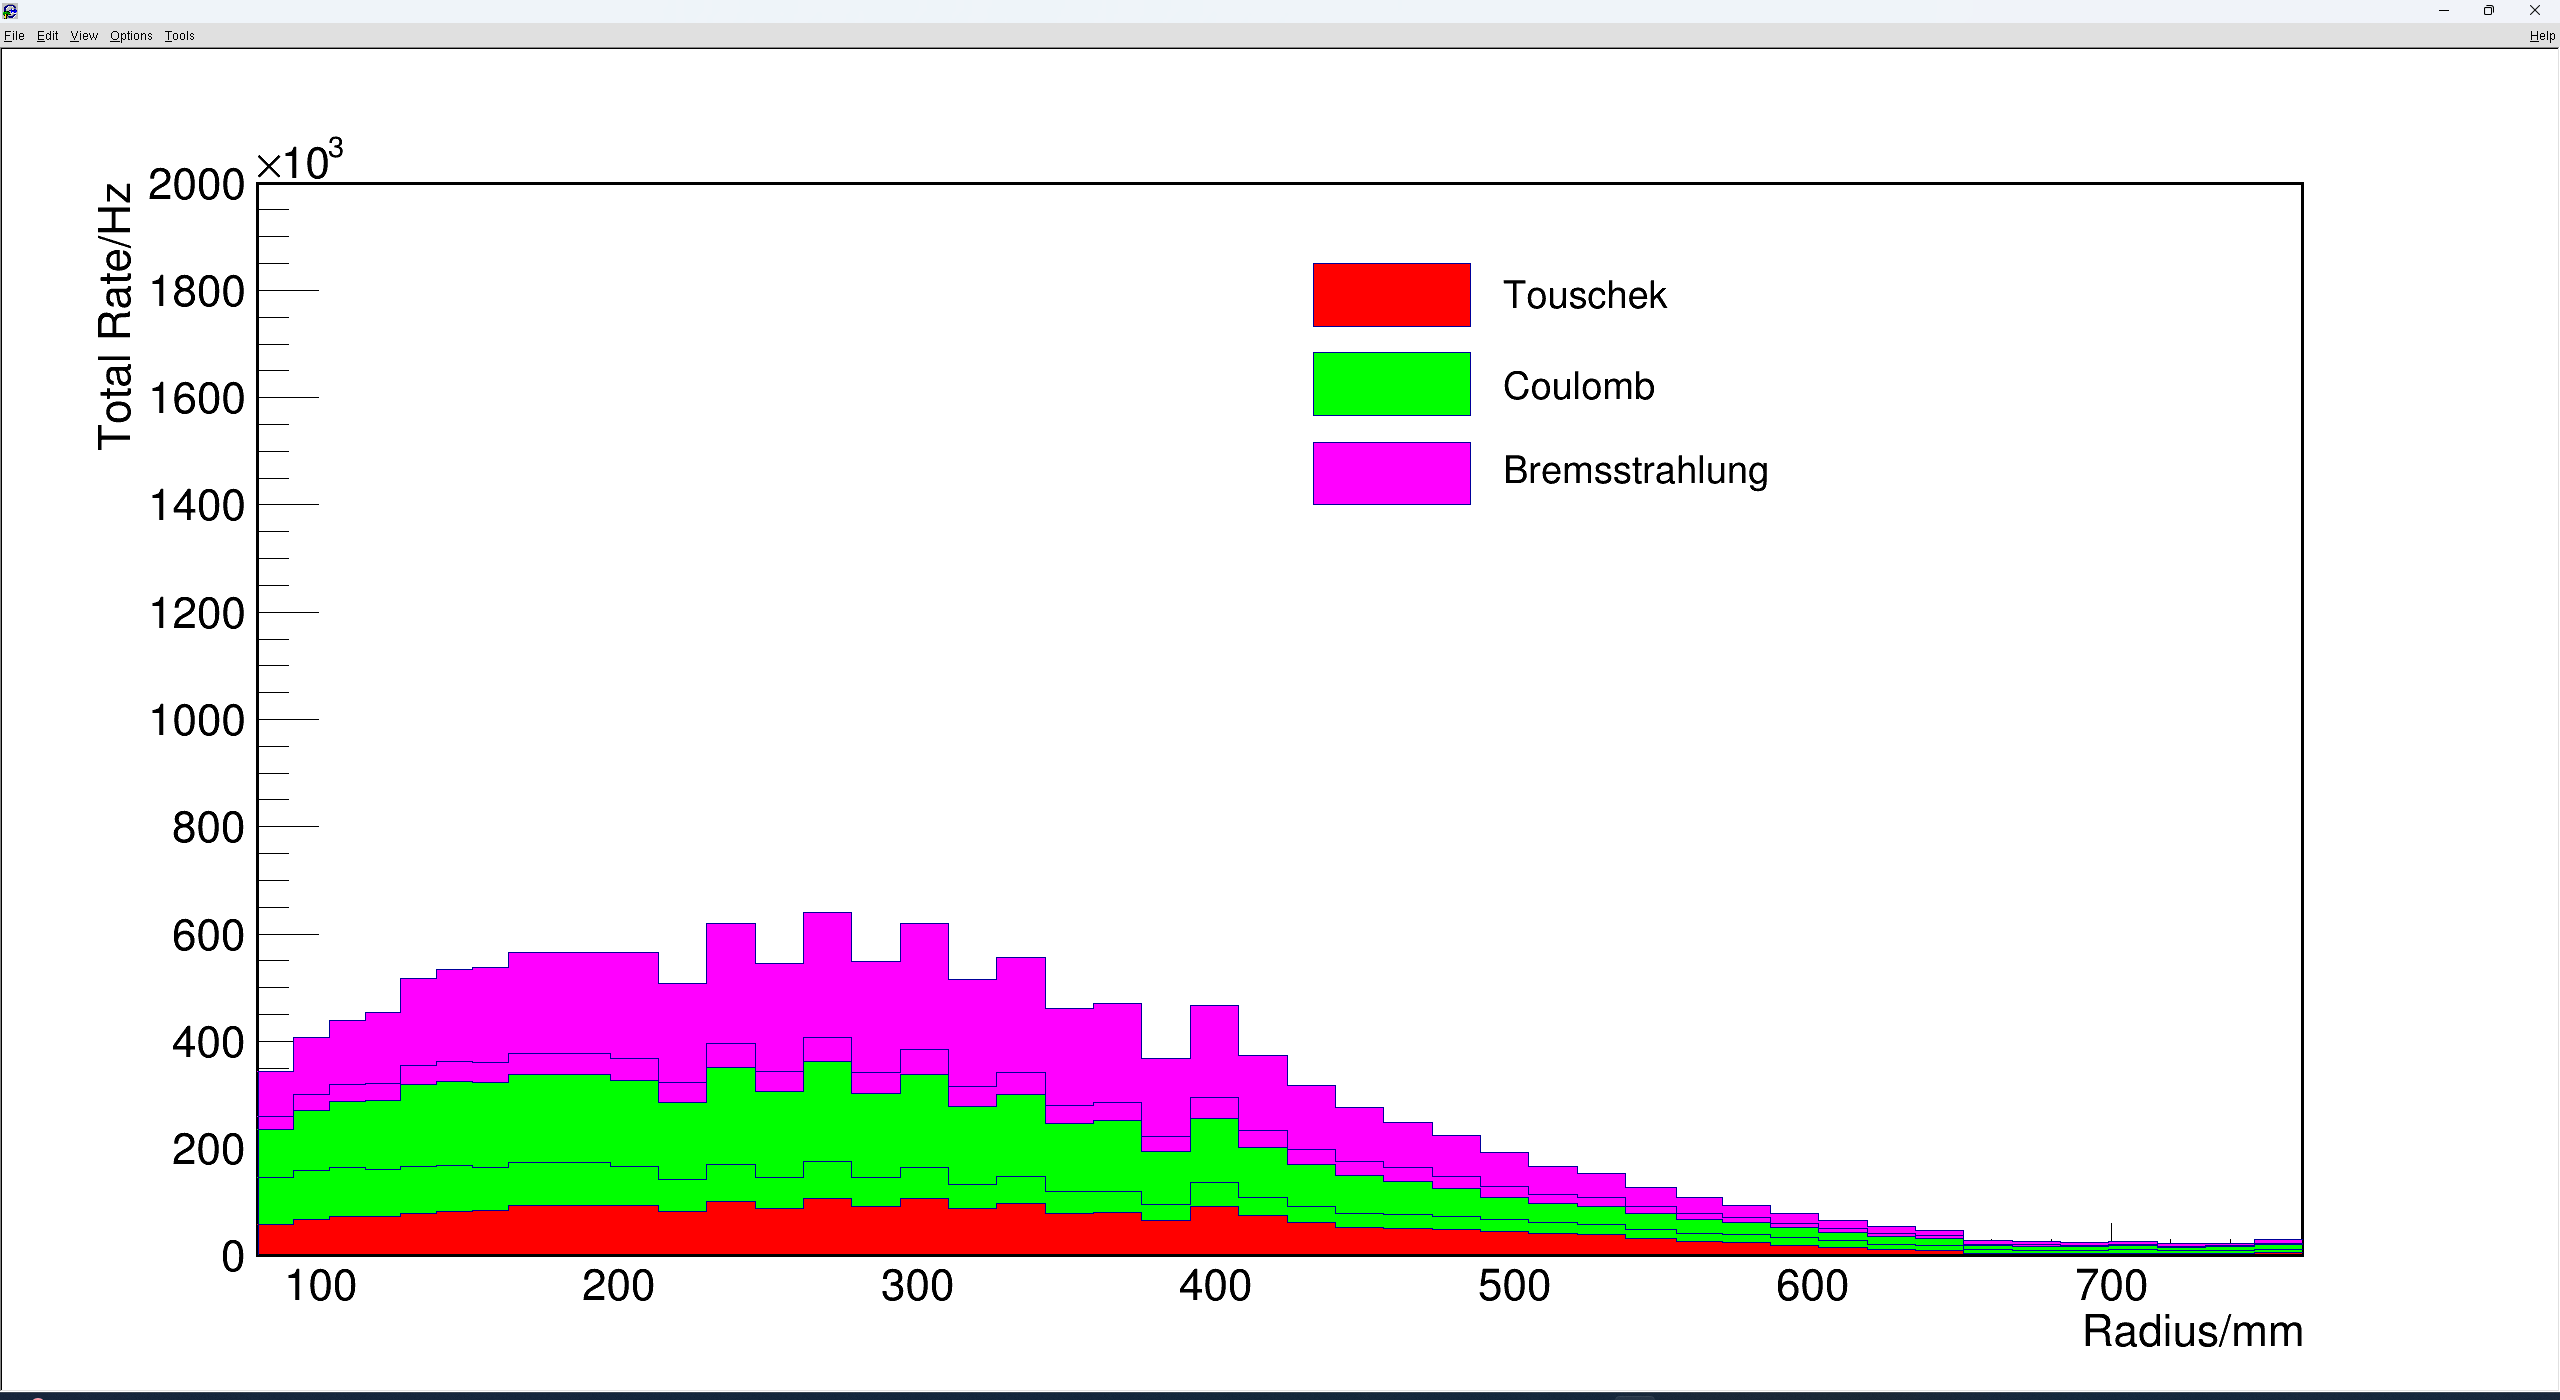 File Edit View Options Tools Help
×10³
Total Rate/Hz
2000
1800
1600
1400
1200
1000
800
600
400
200
0
Touschek
Coulomb
Bremsstrahlung
100 200 300 400 500 600 700
Radius/mm